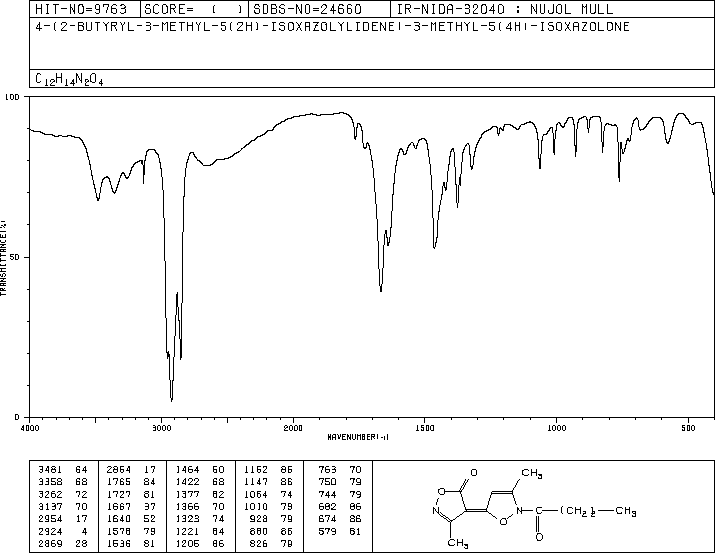 HIT-NO=9763 SCORE= ( ) SDBS-NO=24660 IR-NIDA-32040 : NUJOL MULL
4-(2-BUTYRYL-3-METHYL-5(2H)-ISOXAZOLYLIDENE)-3-METHYL-5(4H)-ISOXAZOLONE
C12H14N2O4
100
50
0
TRANSMITTANCE(%)
4000 3000 2000 1500 1000 500
WAVENUMBER(-1)
3481 64 2854 17 1464 50 1152 86 763 70
3358 68 1765 84 1422 68 1147 86 750 79
3262 72 1727 81 1377 62 1064 74 744 79
3137 70 1667 37 1366 70 1010 79 682 86
2954 17 1640 52 1323 74 928 79 674 86
2924 4 1578 79 1221 84 880 86 579 81
2869 28 1536 81 1205 86 826 79
O
CH3
O
N
O
N
C
(CH2)2
CH3
CH3
O